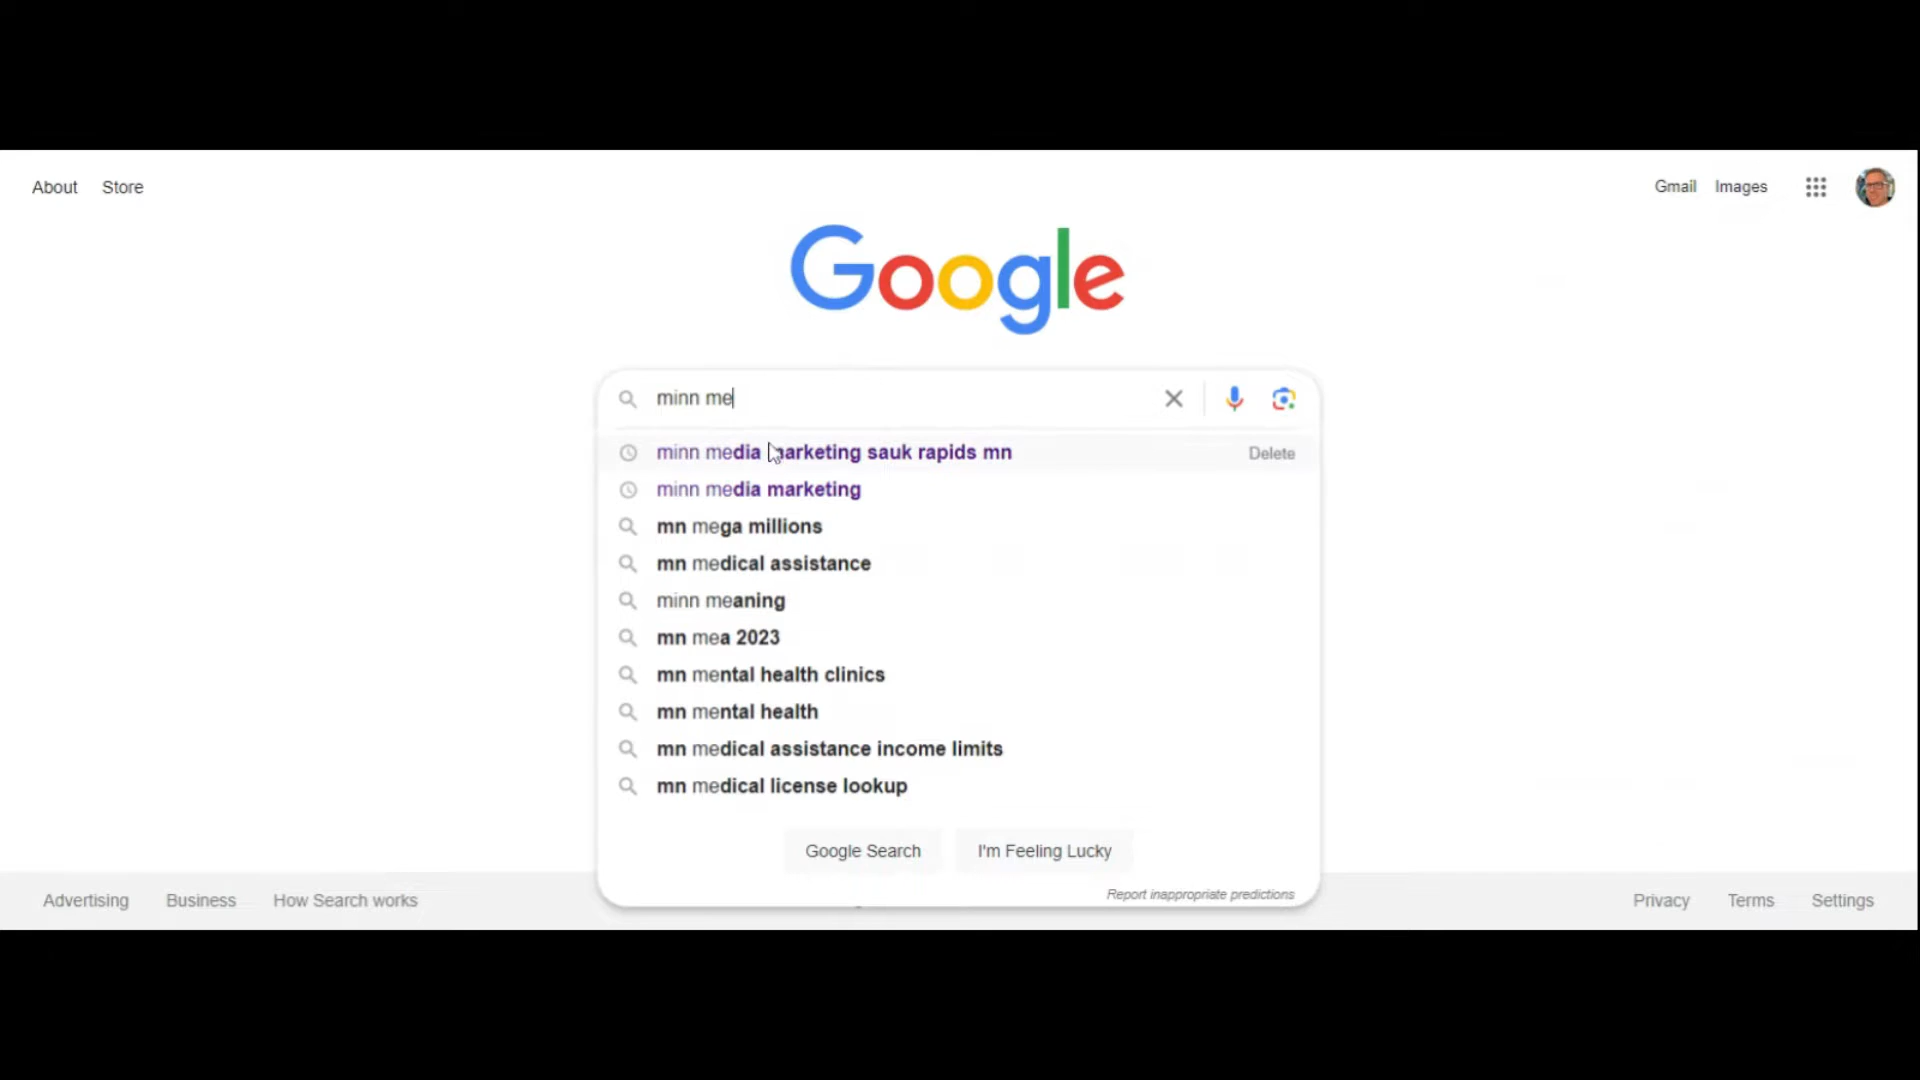 About Store
Gmail Images
Google
minn me
minn media marketing sauk rapids mn
Delete
minn media marketing
mn mega millions
mn medical assistance
minn meaning
mn mea 2023
mn mental health clinics
mn mental health
mn medical assistance income limits
mn medical license lookup
Google Search I'm Feeling Lucky
Report inappropriate predictions
Advertising Business How Search works
Privacy Terms Settings